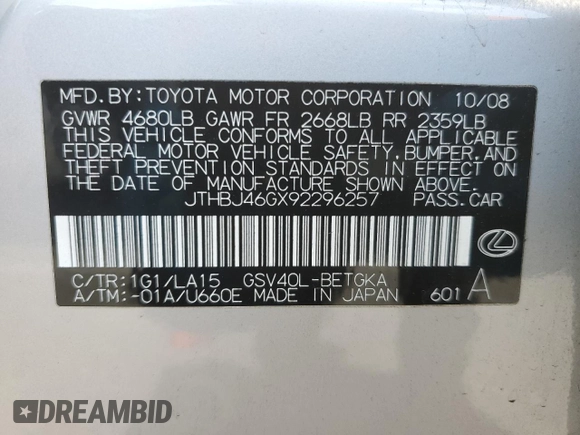 MFD.BY:TOYOTA MOTOR CORPORATION 10/08
GVWR 4680LB GAWR FR 2668LB RR 2359LB
THIS VEHICLE CONFORMS TO ALL APPLICABLE
FEDERAL MOTOR VEHICLE SAFETY,BUMPER,AND
THEFT PREVENTION STANDARDS IN EFFECT ON
THE DATE OF MANUFACTURE SHOWN ABOVE.
JTHBJ46GX92296257 PASS.CAR
C/TR:1G1/LA15 GSV40L-BETGKA
A/TM:-01A/U660E MADE IN JAPAN 601 A
DREAMBID